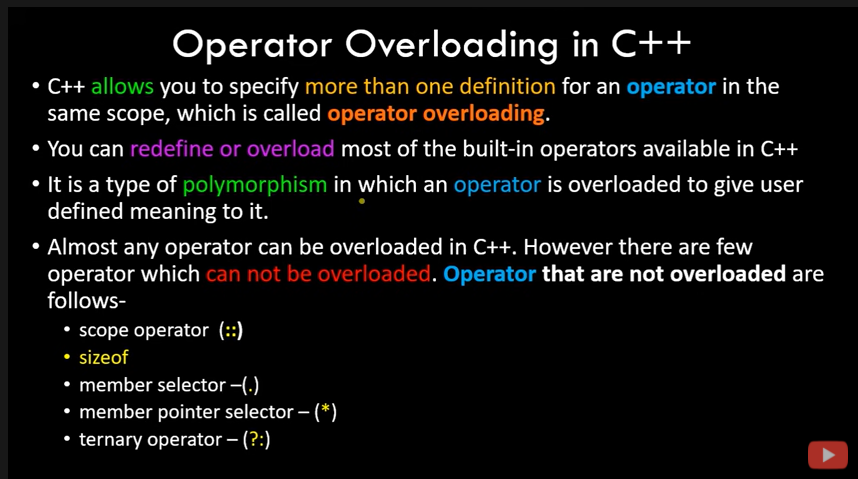 Operator Overloading in C++
• C++ allows you to specify more than one definition for an operator in the
same scope, which is called operator overloading.
• You can redefine or overload most of the built-in operators available in C++
• It is a type of polymorphism in which an operator is overloaded to give user
defined meaning to it.
• Almost any operator can be overloaded in C++. However there are few
operator which can not be overloaded. Operator that are not overloaded are
follows-
• scope operator (::)
• sizeof
• member selector –(.)
• member pointer selector – (*)
• ternary operator – (?:)